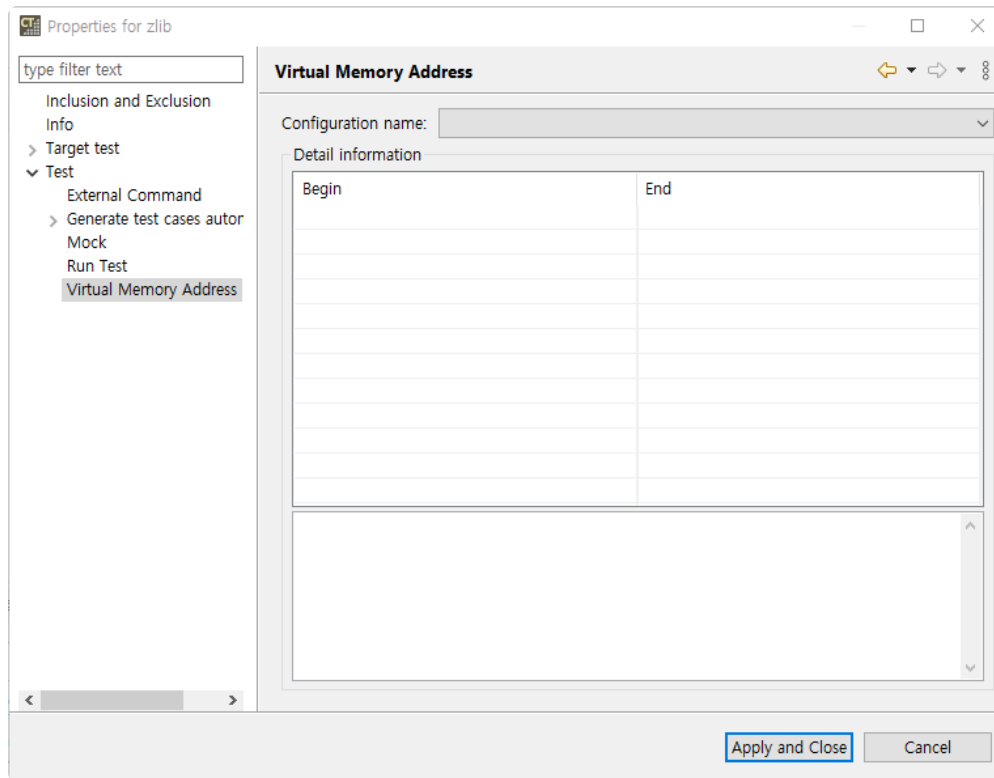 Properties for zlib
type filter text
Inclusion and Exclusion
Info
Target test
Test
External Command
Generate test cases autor
Mock
Run Test
Virtual Memory Address
Virtual Memory Address
Configuration name:
Detail information
Begin End
Apply and Close Cancel